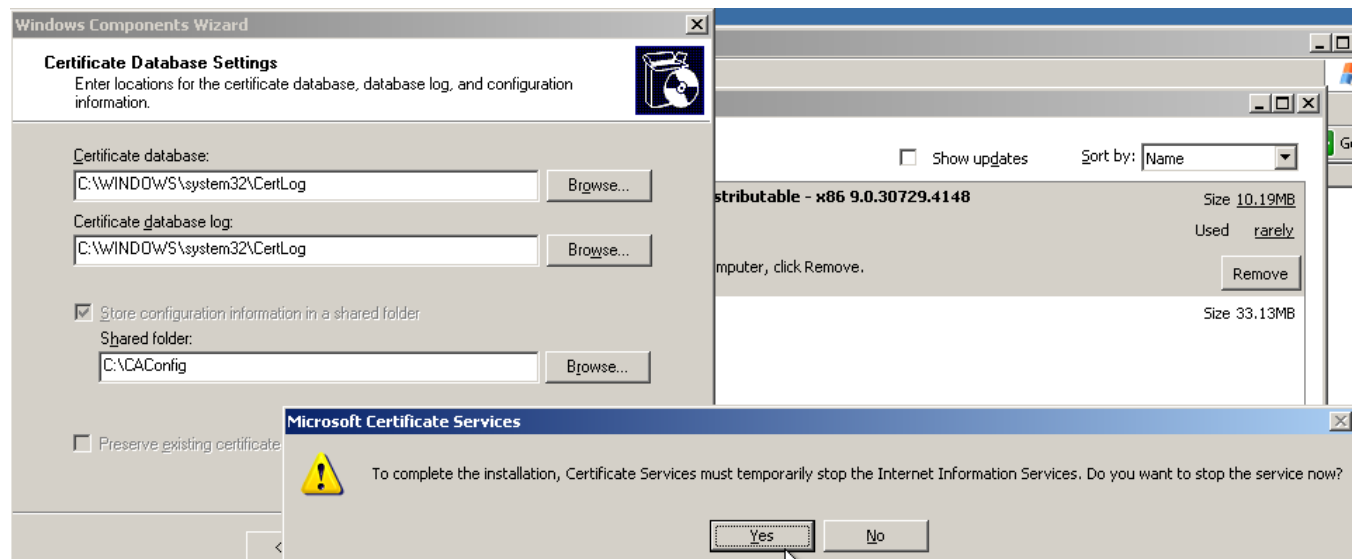 Windows Components Wizard
Certificate Database Settings
Enter locations for the certificate database, database log, and configuration
information.
Certificate database:
C:\WINDOWS\system32\CertLog
Browse...
Certificate database log:
C:\WINDOWS\system32\CertLog
Browse...
Store configuration information in a shared folder
Shared folder:
C:\CAConfig
Browse...
Preserve existing certificate
<
Show updates
Sort by: Name
stributable - x86 9.0.30729.4148
Size 10.19MB
Used rarely
mputer, click Remove.
Remove
Size 33.13MB
Microsoft Certificate Services
To complete the installation, Certificate Services must temporarily stop the Internet Information Services. Do you want to stop the service now?
Yes
No